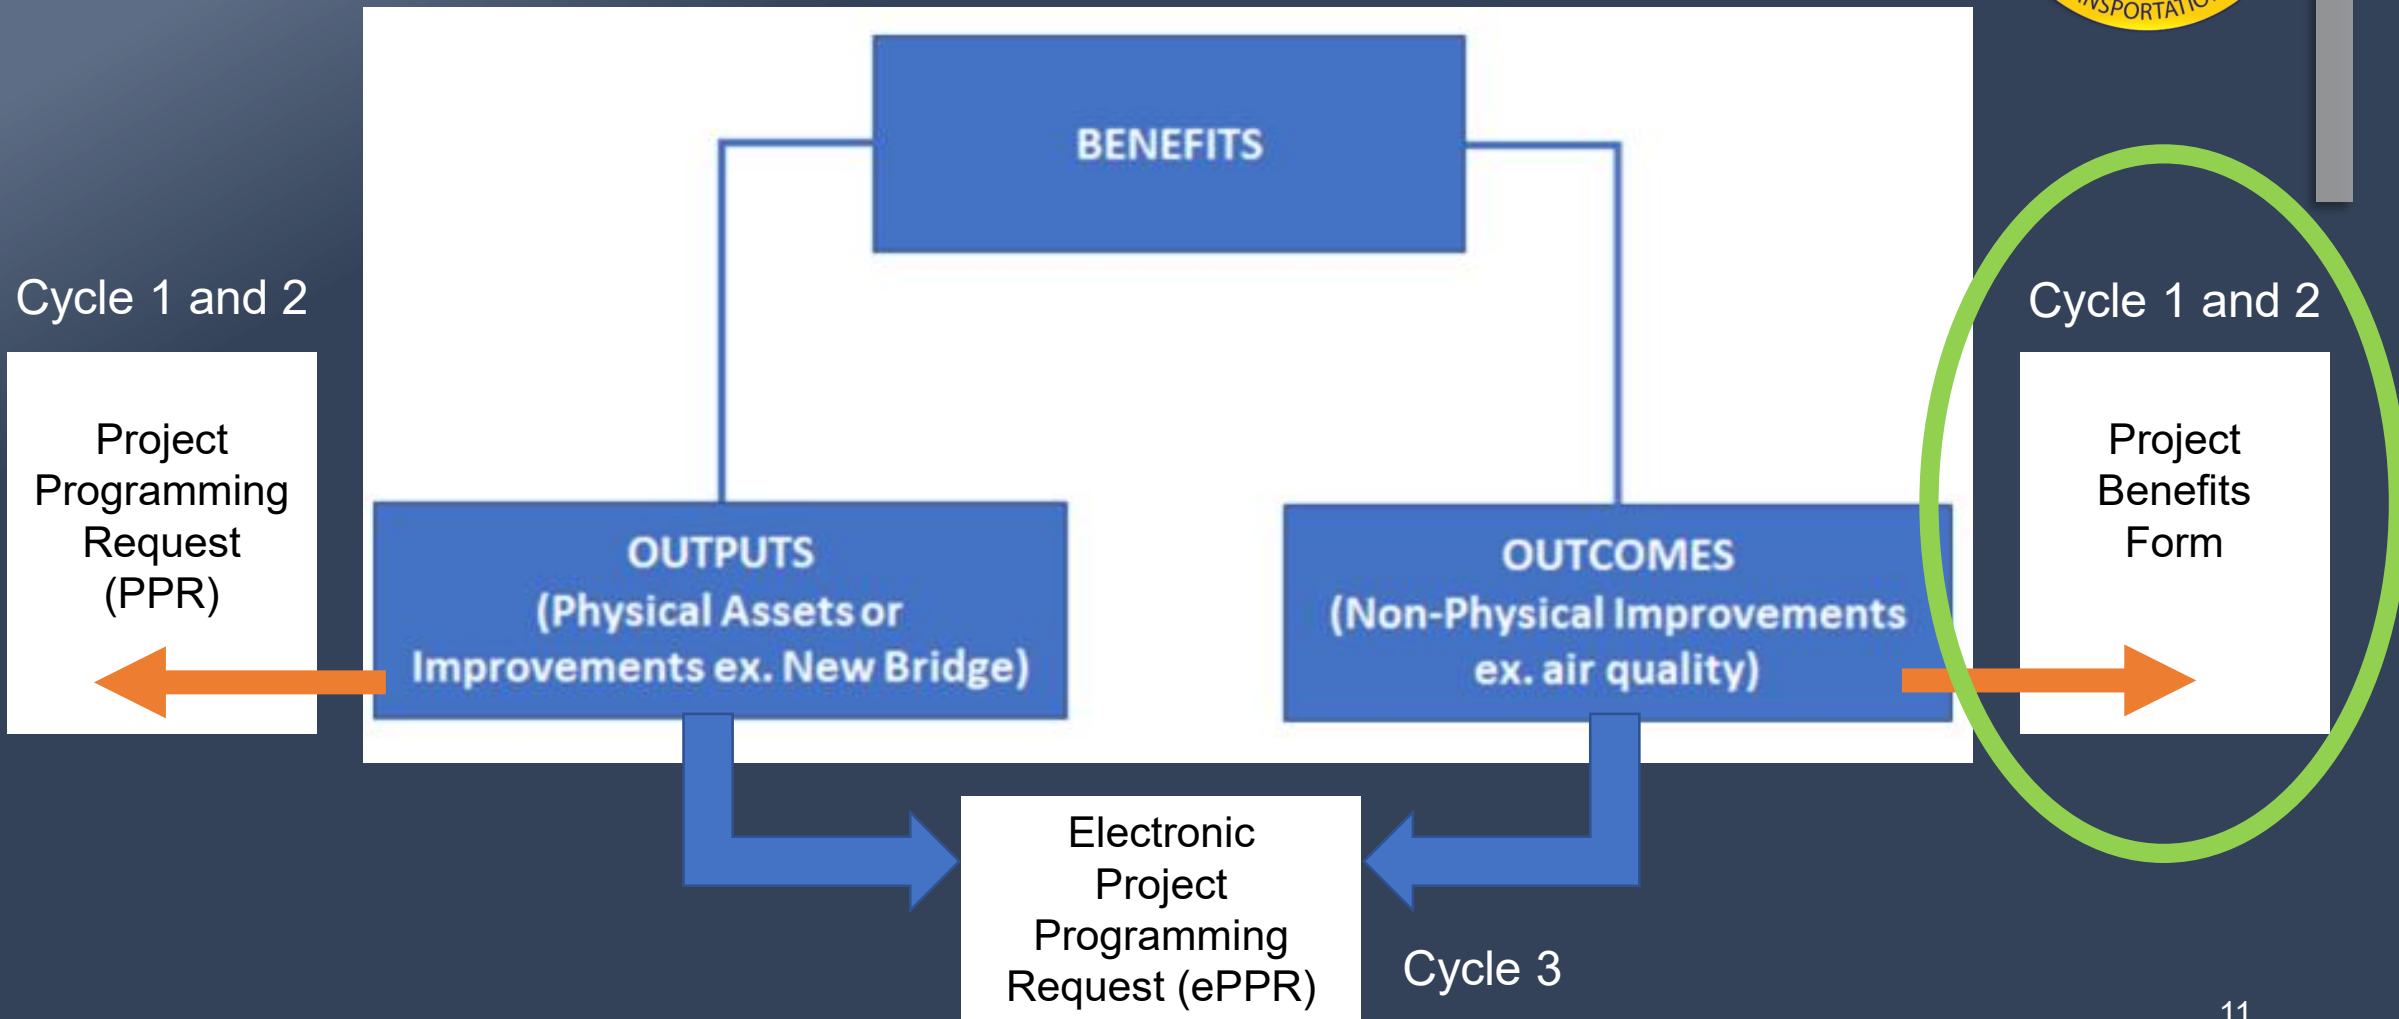 BENEFITS
Cycle 1 and 2
Project
Programming
Request
(PPR)
OUTPUTS
(Physical Assets or
Improvements ex. New Bridge)
OUTCOMES
(Non-Physical Improvements
ex. air quality)
Cycle 1 and 2
Project
Benefits
Form
Electronic
Project
Programming
Request (ePPR)
Cycle 3
11